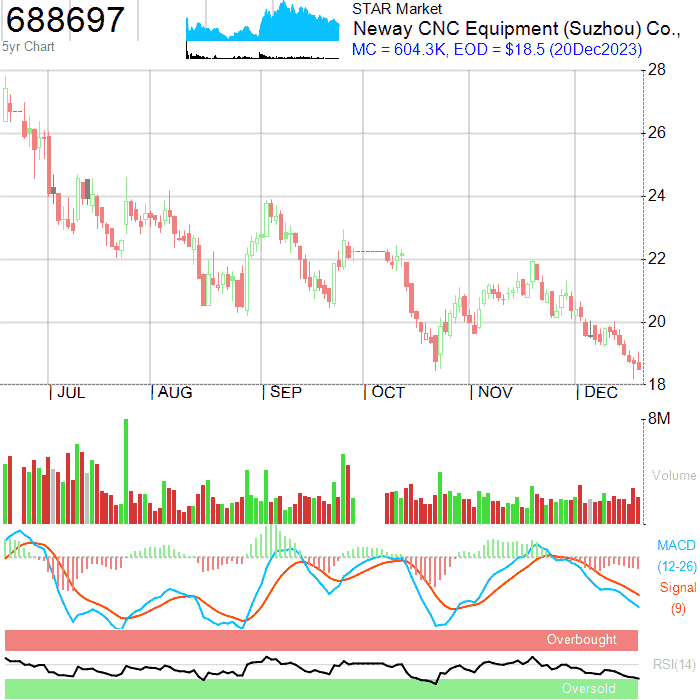 688697
5yr Chart
STAR Market
Neway CNC Equipment (Suzhou) Co.,
MC = 604.3K, EOD = $18.5 (20Dec2023)
28
26
24
22
20
18
JUL AUG SEP OCT NOV DEC
8M
Volume
MACD
(12-26)
Signal
(9)
Overbought
RSI(14)
Oversold